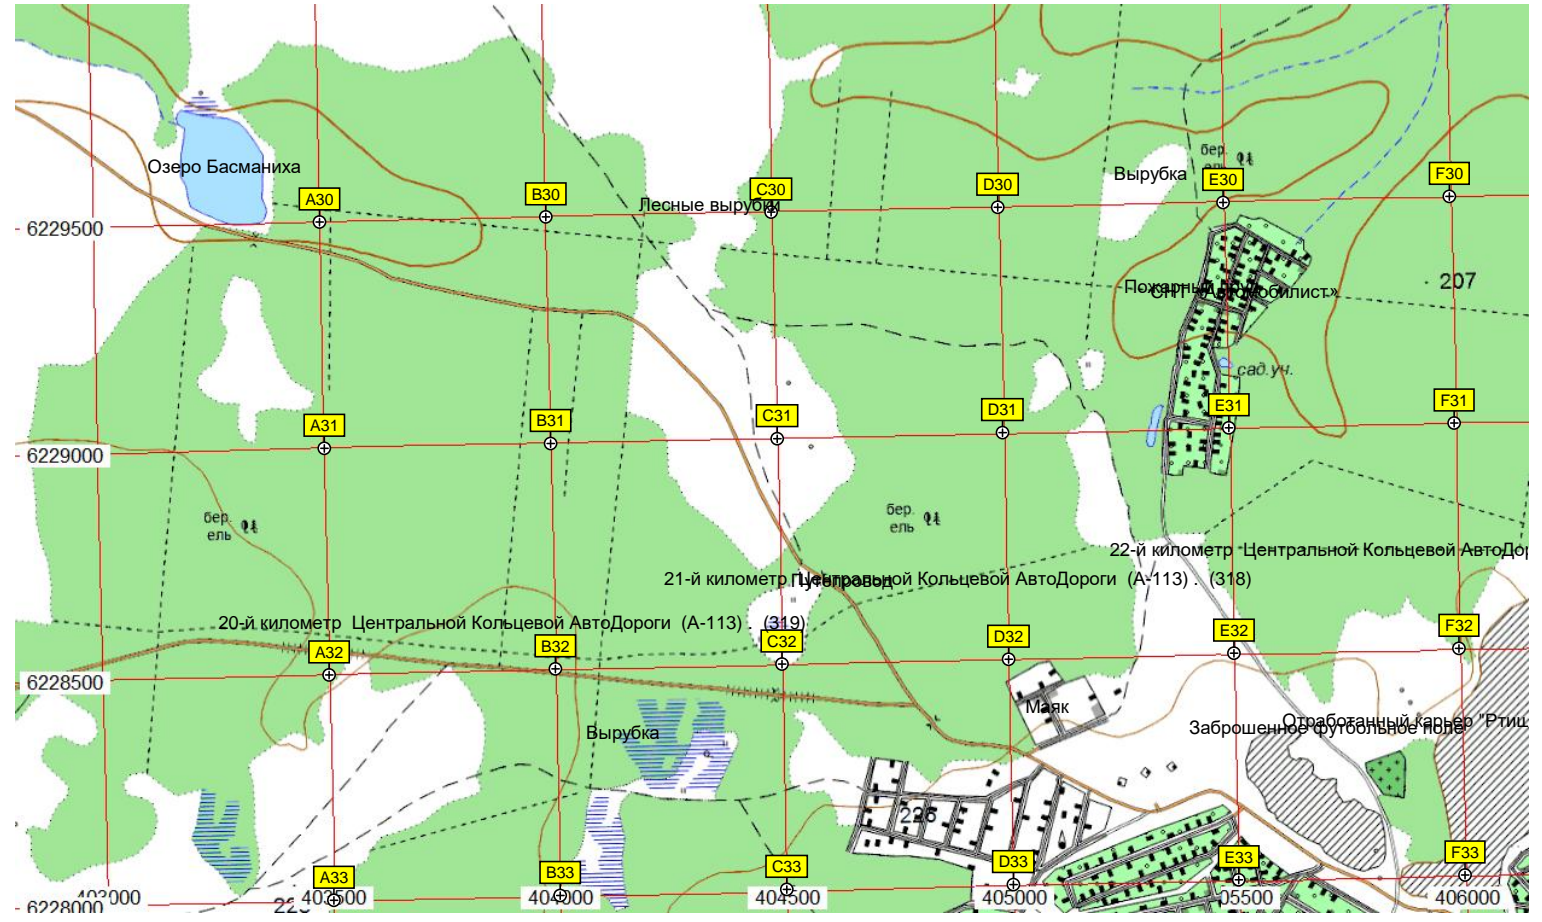 бер.
Озеро Басманиха
Вырубка
A30
B30
C30
D30
E30
F30
Лесные вырубки
6229500
207
СНТ «Автомобилист»
сад.уч.
A31
B31
C31
D31
E31
F31
6229000
бер.
ель
бер.
ель
22-й километр Центральной Кольцевой АвтоДор
21-й километр Центральной Кольцевой АвтоДороги (А-113) . (318)
Путепровод
20-й километр Центральной Кольцевой АвтоДороги (А-113) . (319)
A32
B32
C32
D32
E32
F32
6228500
Маяк
Вырубка
Отработанный карьер "Ртищ
Заброшенное футбольное поле
226
A33
B33
C33
D33
E33
F33
6228000
403500
404000
404500
405000
05500
406000